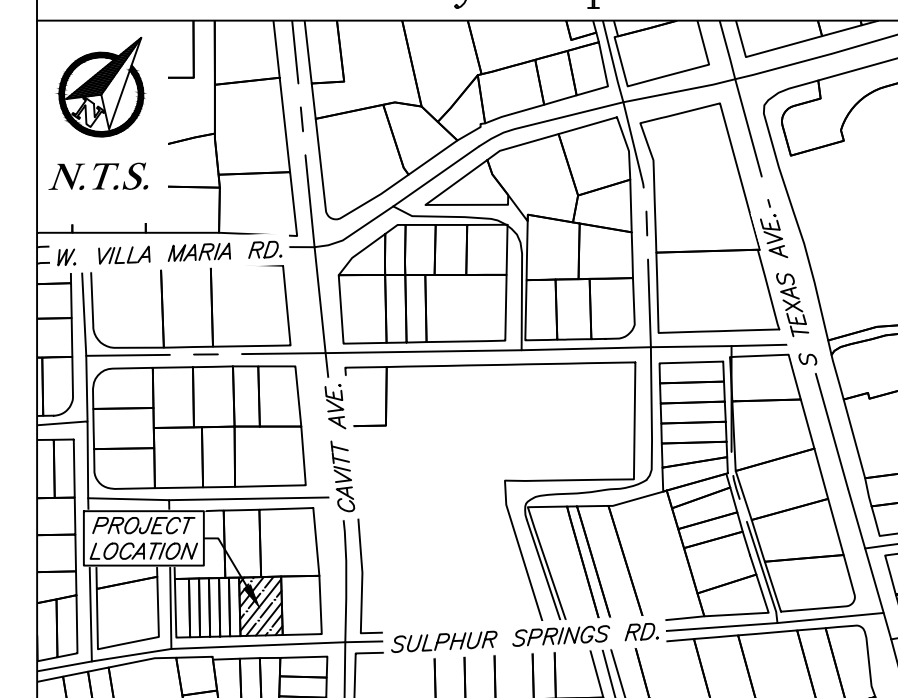 N
N.T.S.
W. VILLA MARIA RD.
S TEXAS AVE.
CAVITT AVE.
PROJECT
LOCATION
SULPHUR SPRINGS RD.